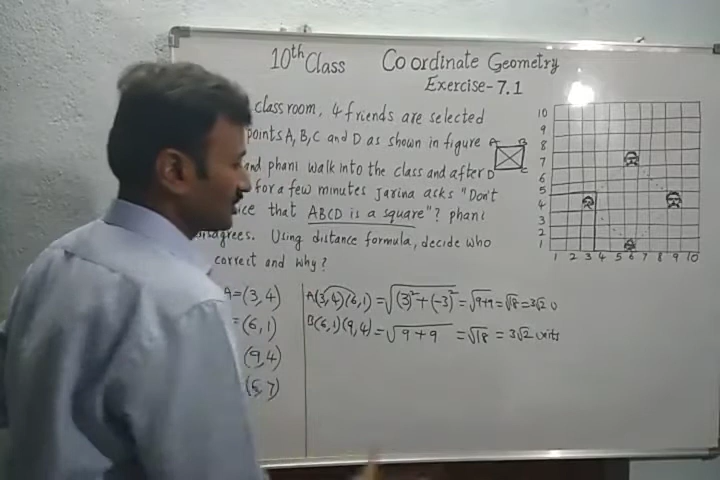 10th Class Coordinate Geometry
Exercise-7.1
classroom, 4 friends are selected
points A, B, C and D as shown in figure
and phani walk into the class and after
for a few minutes Jarina asks "Don't
that ABCD is a square"? phani
disagrees. Using distance formula, decide who
correct and why?
A B
D C
10
9
8
7
6
5
4
3
2
1
1 2 3 4 5 6 7 8 9 10
A=(3,4)
=(6,1)
(9,4)
(6,7)
A(3,4)(6,1)=√(3)²+(-3)² =√9+9 =√18 =3√2 u
B(6,1)(9,4)=√9+9 =√18 = 3√2 units